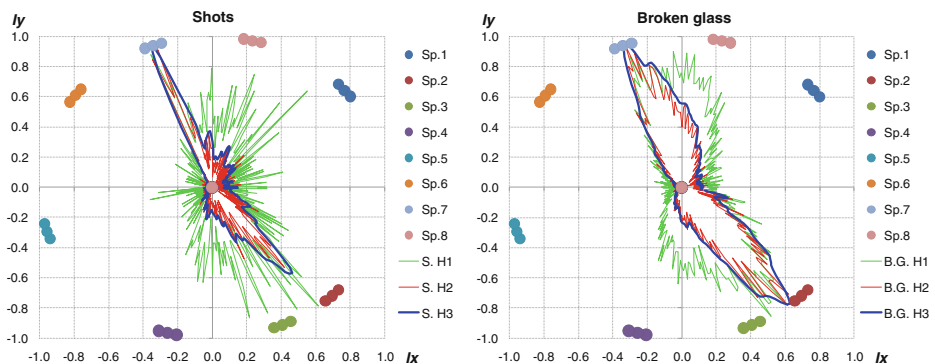 Iy Shots
1.0
0.8
0.6
0.4
0.2
0.0
-0.2
-0.4
-0.6
-0.8
-1.0
-1.0 -0.8 -0.6 -0.4 -0.2 0.0 0.2 0.4 0.6 0.8 1.0
Ix
Sp.1
Sp.2
Sp.3
Sp.4
Sp.5
Sp.6
Sp.7
Sp.8
S. H1
S. H2
S. H3
Iy Broken glass
1.0
0.8
0.6
0.4
0.2
0.0
-0.2
-0.4
-0.6
-0.8
-1.0
-1.0 -0.8 -0.6 -0.4 -0.2 0.0 0.2 0.4 0.6 0.8 1.0
Ix
Sp.1
Sp.2
Sp.3
Sp.4
Sp.5
Sp.6
Sp.7
Sp.8
B.G. H1
B.G. H2
B.G. H3